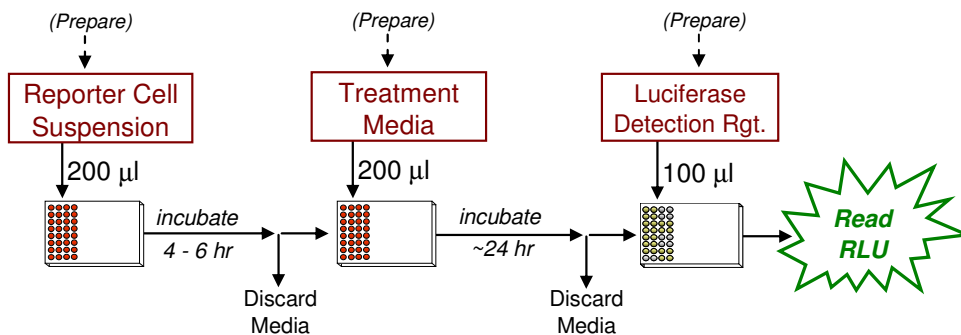 (Prepare)
(Prepare)
(Prepare)
Reporter Cell
Suspension
Treatment
Media
Luciferase
Detection Rgt.
200 µl
200 µl
100 µl
incubate
4 - 6 hr
incubate
~24 hr
Read
RLU
Discard
Media
Discard
Media